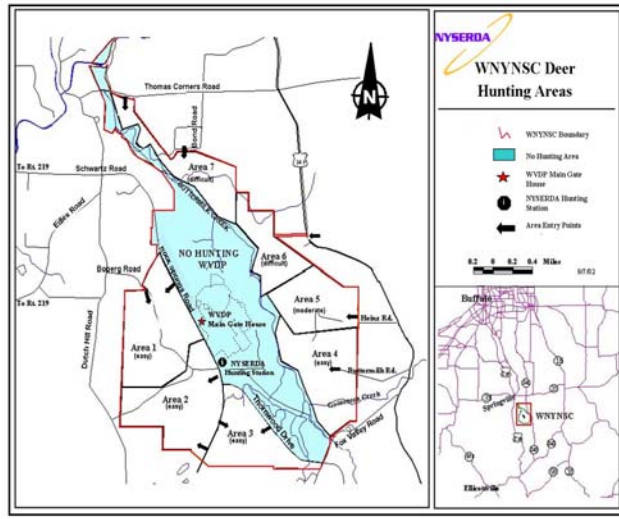 Thomas Corners Road
Bond Road
N
To Rt. 219
Schwartz Road
Area 7
(difficult)
Edies Road
NO HUNTING
WVDP
Area 6
(difficult)
Boberg Road
Rock Springs Road
To Rt. 219
Area 5
(moderate)
Heinz Rd.
WVDP
Main Gate House
Dutch Hill Road
Area 1
(easy)
Area 4
(easy)
NYSERDA
Hunting Station
Buttermilk Rd.
Area 2
(easy)
Thornwood Drive
Area 3
(easy)
Fox Valley Road
NYSERDA
WNYNSC Deer
Hunting Areas
WNYNSC Boundary
No Hunting Area
WVDP Main Gate
House
NYSERDA Hunting
Station
Area Entry Points
0.2 0 0.2 0.4 Miles
Buffalo
Springville
WNYNSC
Ellicottville